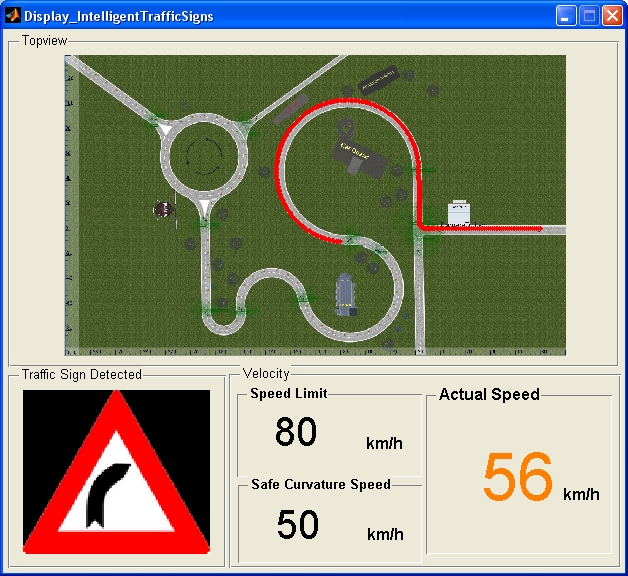 Display_IntelligentTrafficSigns
Topview
Traffic Sign Detected
Velocity
Speed Limit
80 km/h
Safe Curvature Speed
50 km/h
Actual Speed
56 km/h